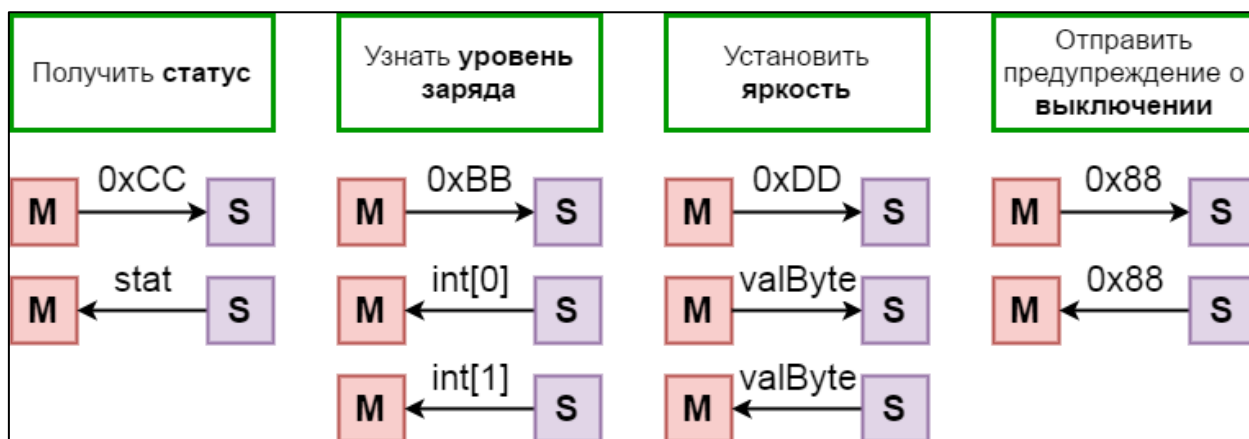 Получить статус
Узнать уровень
заряда
Установить
яркость
Отправить
предупреждение о
выключении
M 0xCC S
M stat S
M 0xBB S
M int[0] S
M int[1] S
M 0xDD S
M valByte S
M valByte S
M 0x88 S
M 0x88 S